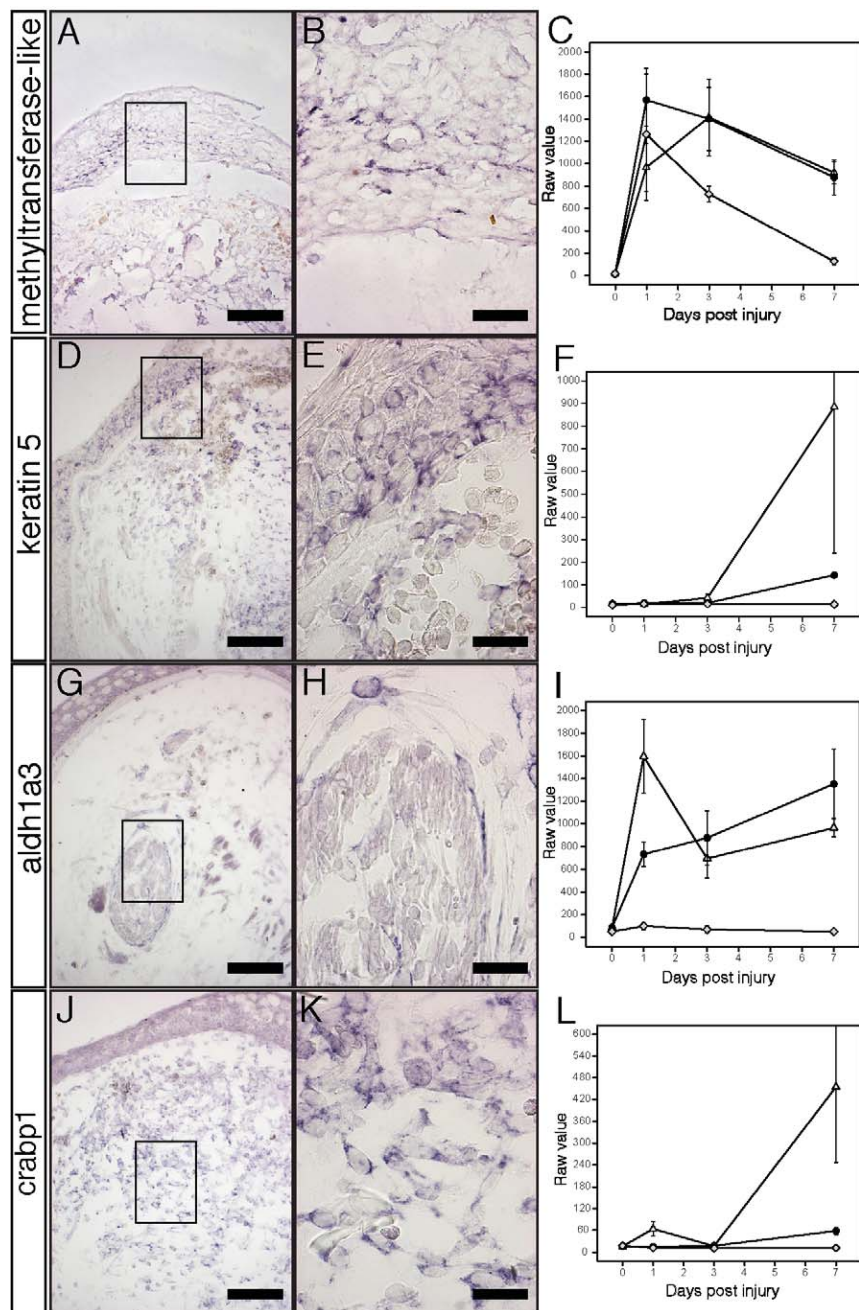 methyltransferase-like
A
B
C
2000
1800
1600
1400
1200
1000
800
600
400
200
0
Raw value
0 1 2 3 4 5 6 7
Days post injury
keratin 5
D
E
F
1000
900
800
700
600
500
400
300
200
100
0
Raw value
0 1 2 3 4 5 6 7
Days post injury
aldh1a3
G
H
I
2000
1800
1600
1400
1200
1000
800
600
400
200
0
Raw value
0 1 2 3 4 5 6 7
Days post injury
crabp1
J
K
L
600
540
480
420
360
300
240
180
120
60
0
Raw value
0 1 2 3 4 5 6 7
Days post injury